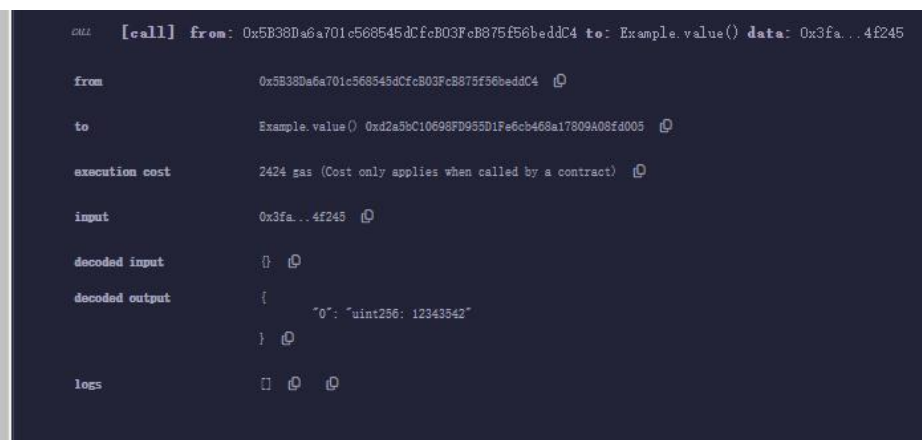 CALL [call] from: 0x5B38Da6a701c568545dCfcB03FcB875f56beddC4 to: Example.value() data: 0x3fa...4f245
from 0x5B38Da6a701c568545dCfcB03FcB875f56beddC4
to Example.value() 0xd2a5bC10698FD955D1Fe6cb468a17809A08fd005
execution cost 2424 gas (Cost only applies when called by a contract)
input 0x3fa...4f245
decoded input {}
decoded output {
"0": "uint256: 12343542"
}
logs []